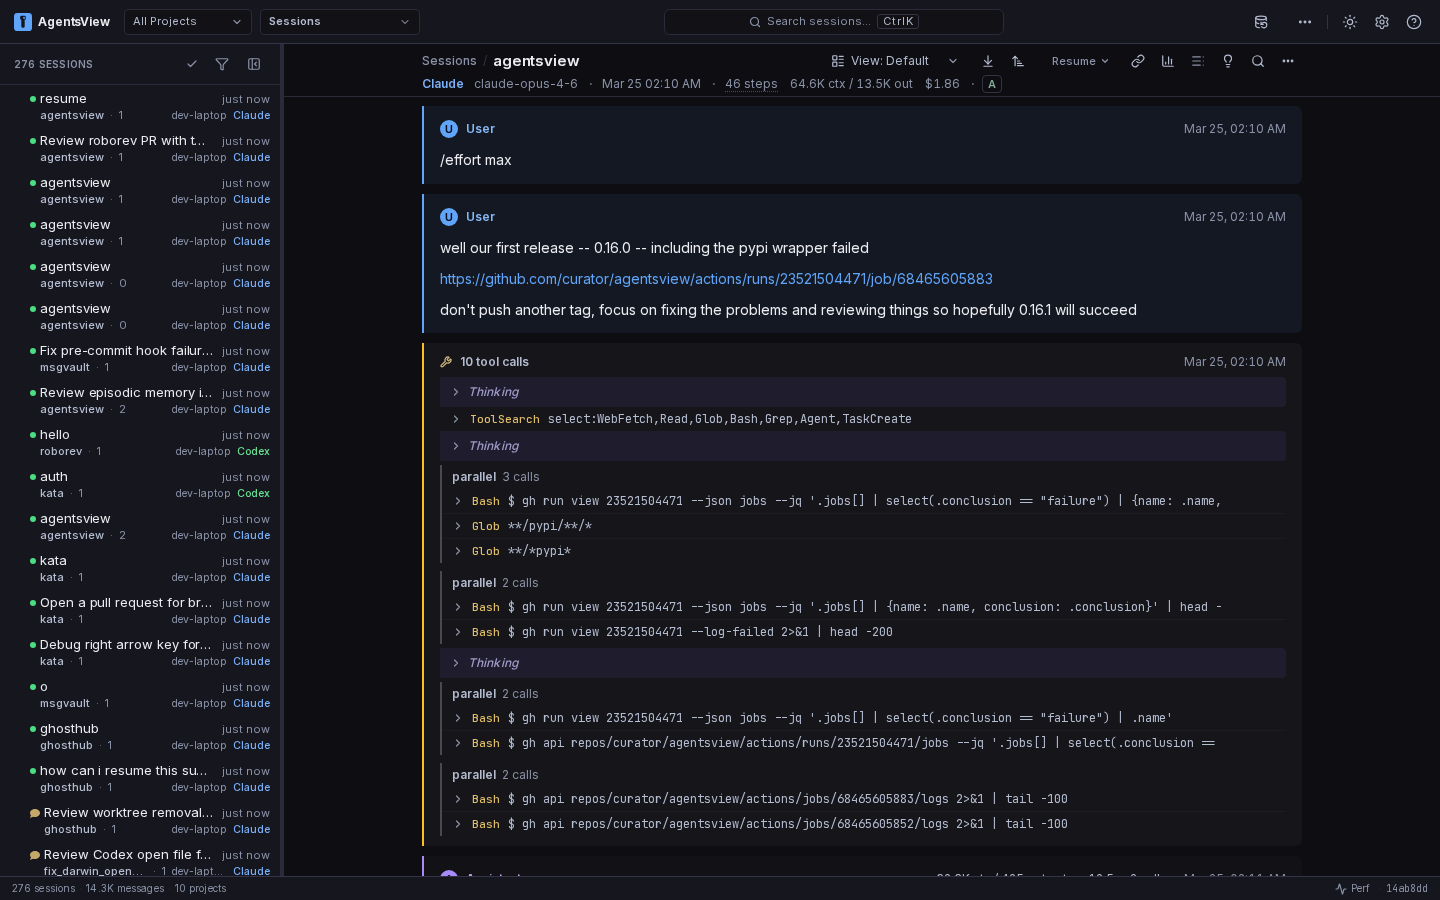 AgentsView
All Projects
Sessions
Search sessions... CtrlK
276 SESSIONS
resume just now
agentsview · 1 dev-laptop Claude
Review roborev PR with t... just now
agentsview · 1 dev-laptop Claude
agentsview just now
agentsview · 1 dev-laptop Claude
agentsview just now
agentsview · 1 dev-laptop Claude
agentsview just now
agentsview · 0 dev-laptop Claude
agentsview just now
agentsview · 0 dev-laptop Claude
Fix pre-commit hook failur... just now
msgvault · 1 dev-laptop Claude
Review episodic memory i... just now
agentsview · 2 dev-laptop Claude
hello just now
roborev · 1 dev-laptop Codex
auth just now
kata · 1 dev-laptop Codex
agentsview just now
agentsview · 2 dev-laptop Claude
kata just now
kata · 1 dev-laptop Claude
Open a pull request for br... just now
kata · 1 dev-laptop Claude
Debug right arrow key for... just now
kata · 1 dev-laptop Claude
o just now
msgvault · 1 dev-laptop Claude
ghosthub just now
ghosthub · 1 dev-laptop Claude
how can i resume this su... just now
ghosthub · 1 dev-laptop Claude
Review worktree removal... just now
ghosthub · 1 dev-laptop Claude
Review Codex open file f... just now
fix_darwin_open... · 1 dev-lapt... Claude
Sessions / agentsview
View: Default
Resume
Claude claude-opus-4-6 · Mar 25 02:10 AM · 46 steps 64.6K ctx / 13.5K out $1.86 · A
U User Mar 25, 02:10 AM
/effort max
U User Mar 25, 02:10 AM
well our first release -- 0.16.0 -- including the pypi wrapper failed
https://github.com/curator/agentsview/actions/runs/23521504471/job/68465605883
don't push another tag, focus on fixing the problems and reviewing things so hopefully 0.16.1 will succeed
10 tool calls Mar 25, 02:10 AM
Thinking
ToolSearch select:WebFetch,Read,Glob,Bash,Grep,Agent,TaskCreate
Thinking
parallel 3 calls
Bash $ gh run view 23521504471 --json jobs --jq '.jobs[] | select(.conclusion == "failure") | {name: .name,
Glob **/pypi/**/*
Glob **/*pypi*
parallel 2 calls
Bash $ gh run view 23521504471 --json jobs --jq '.jobs[] | {name: .name, conclusion: .conclusion}' | head -
Bash $ gh run view 23521504471 --log-failed 2>&1 | head -200
Thinking
parallel 2 calls
Bash $ gh run view 23521504471 --json jobs --jq '.jobs[] | select(.conclusion == "failure") | .name'
Bash $ gh api repos/curator/agentsview/actions/runs/23521504471/jobs --jq '.jobs[] | select(.conclusion ==
parallel 2 calls
Bash $ gh api repos/curator/agentsview/actions/jobs/68465605883/logs 2>&1 | tail -100
Bash $ gh api repos/curator/agentsview/actions/jobs/68465605852/logs 2>&1 | tail -100
276 sessions 14.3K messages 10 projects
Perf 14ab8dd